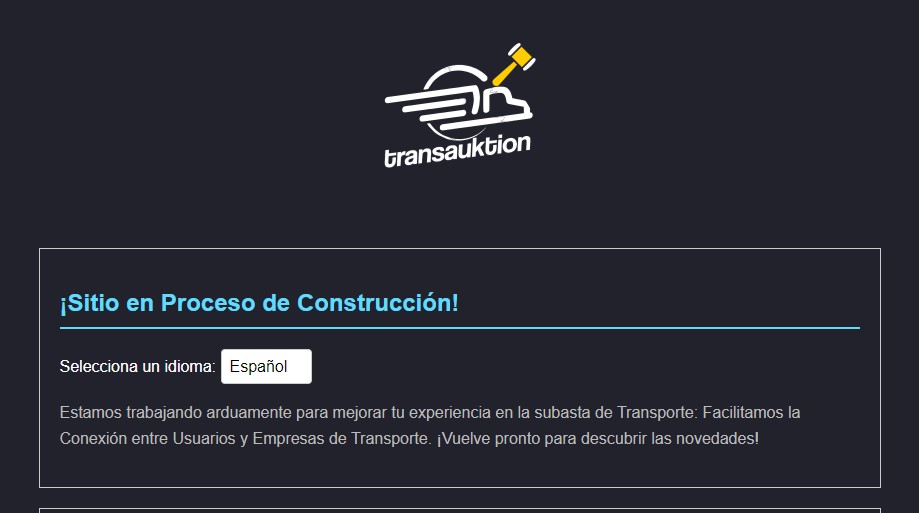 transauktion
¡Sitio en Proceso de Construcción!
Selecciona un idioma: Español
Estamos trabajando arduamente para mejorar tu experiencia en la subasta de Transporte: Facilitamos la
Conexión entre Usuarios y Empresas de Transporte. ¡Vuelve pronto para descubrir las novedades!